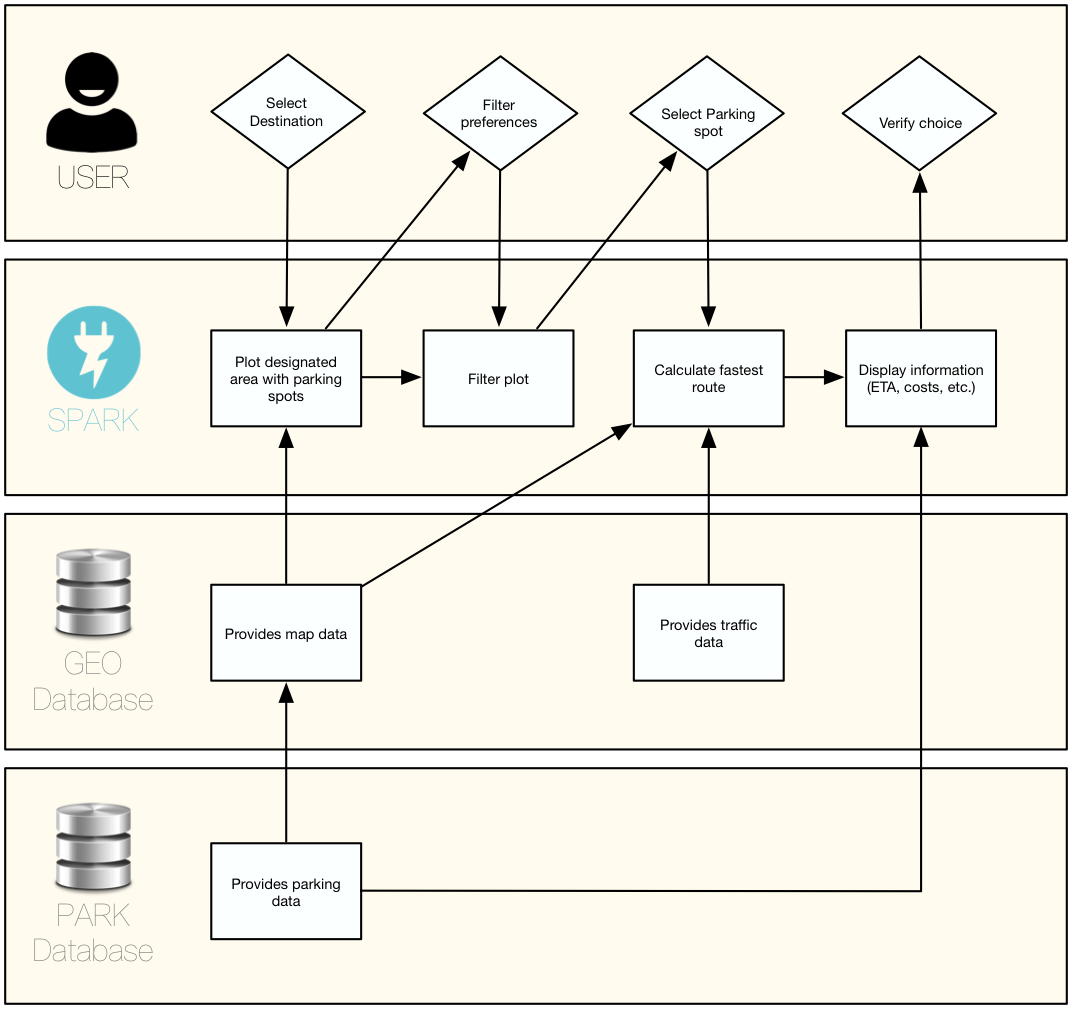 Select
Destination
Filter
preferences
Select Parking
spot
Verify choice
USER
Plot designated
area with parking
spots
Filter plot
Calculate fastest
route
Display information
(ETA, costs, etc.)
SPARK
Provides map data
Provides traffic
data
GEO
Database
Provides parking
data
PARK
Database